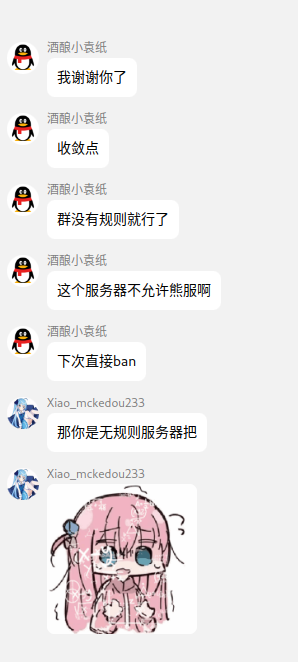 酒酿小袁纸
我谢谢你了
酒酿小袁纸
收敛点
酒酿小袁纸
群没有规则就行了
酒酿小袁纸
这个服务器不允许熊服啊
酒酿小袁纸
下次直接ban
Xiao_mckedou233
那你是无规则服务器把
Xiao_mckedou233